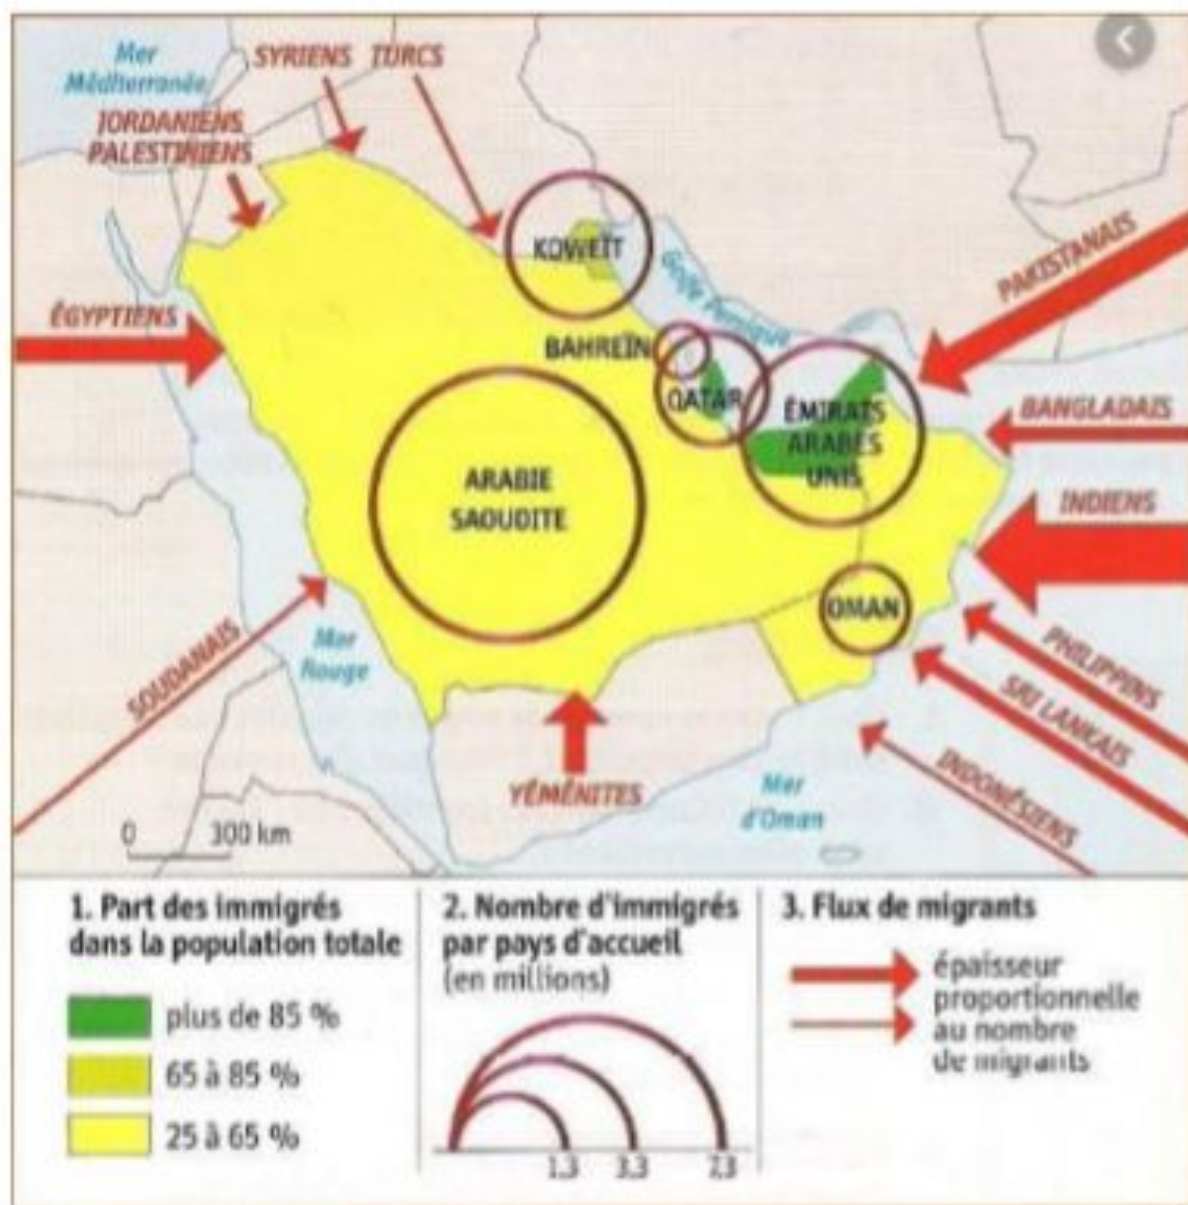 Mer
Méditerranée
SYRIENS TURCS
JORDANIENS
PALESTINIENS
KOWEÏT
Golfe Persique
PAKISTANAIS
ÉGYPTIENS
BAHREÏN
QATAR
ÉMIRATS
ARABES
UNIS
BANGLADAIS
ARABIE
SAOUDITE
INDIENS
OMAN
SOUDANAIS
Mer
Rouge
PHILIPPINS
SRI LANKAIS
INDONÉSIENS
YÉMÉNITES
Mer
d'Oman
0 300 km
1. Part des immigrés
dans la population totale
plus de 85 %
65 à 85 %
25 à 65 %
2. Nombre d'immigrés
par pays d'accueil
(en millions)
1,3 3,3 7,3
3. Flux de migrants
épaisseur
proportionnelle
au nombre
de migrants